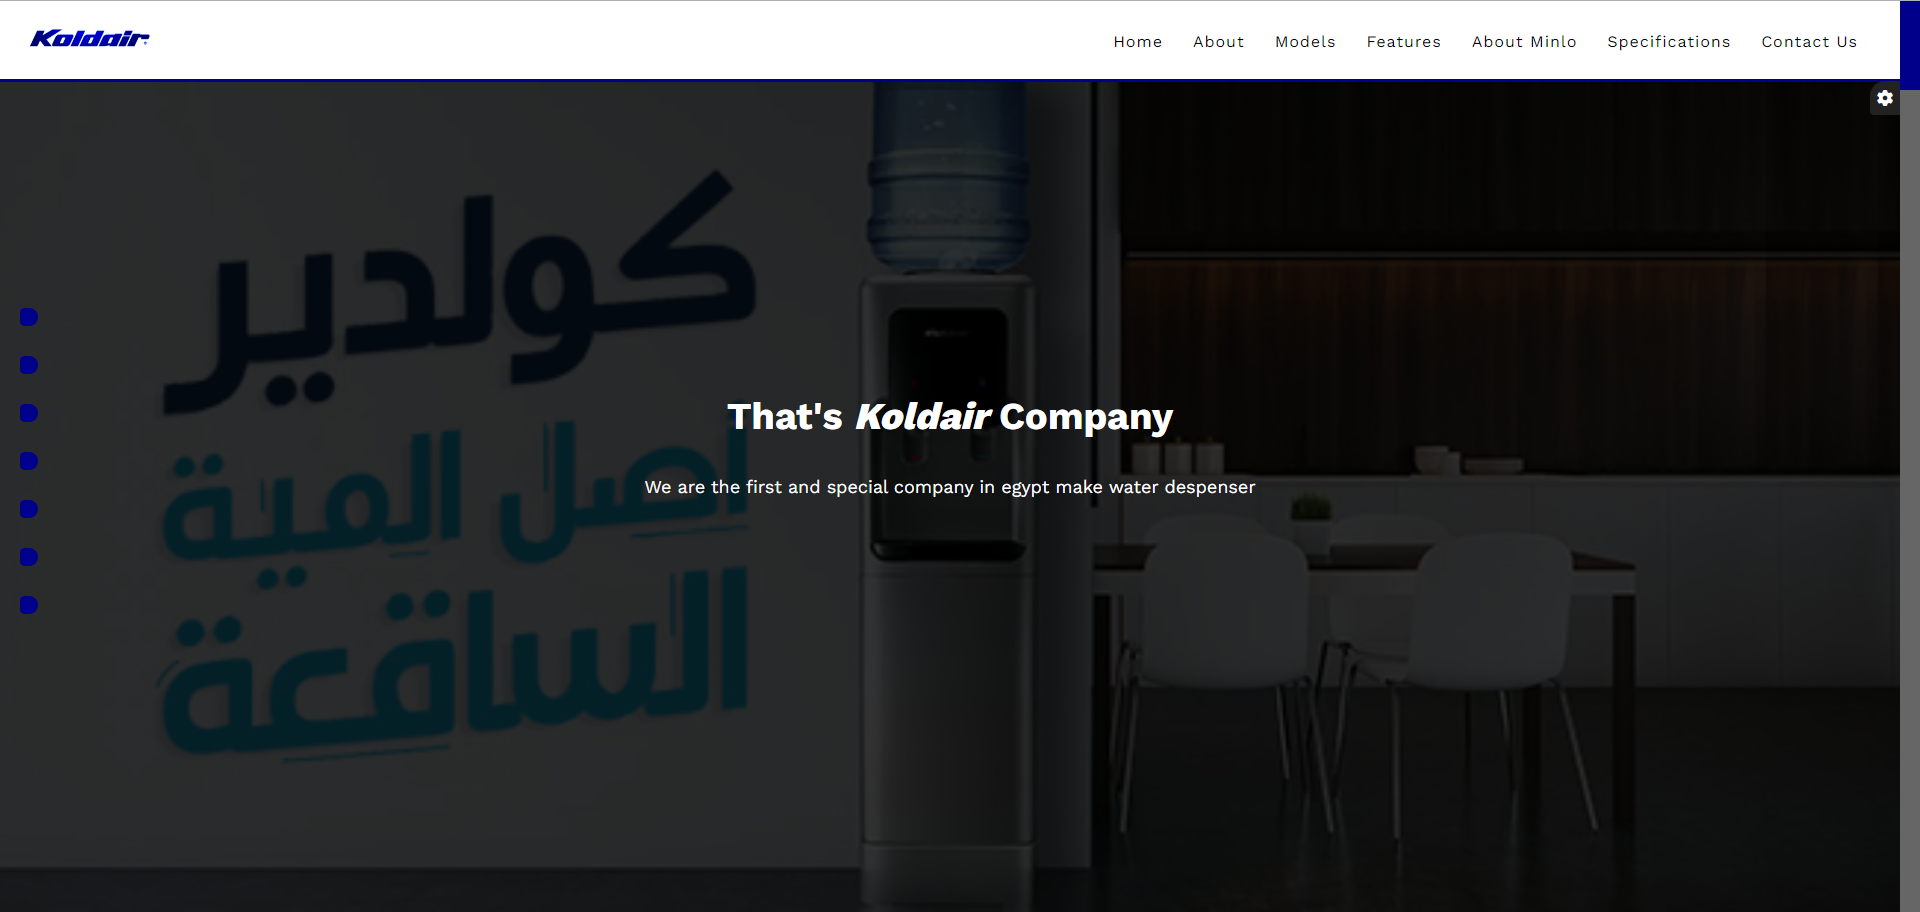 Koldair
Home About Models Features About Minlo Specifications Contact Us
كولدير
أصل المية
الساقعة
That's Koldair Company
We are the first and special company in egypt make water despenser